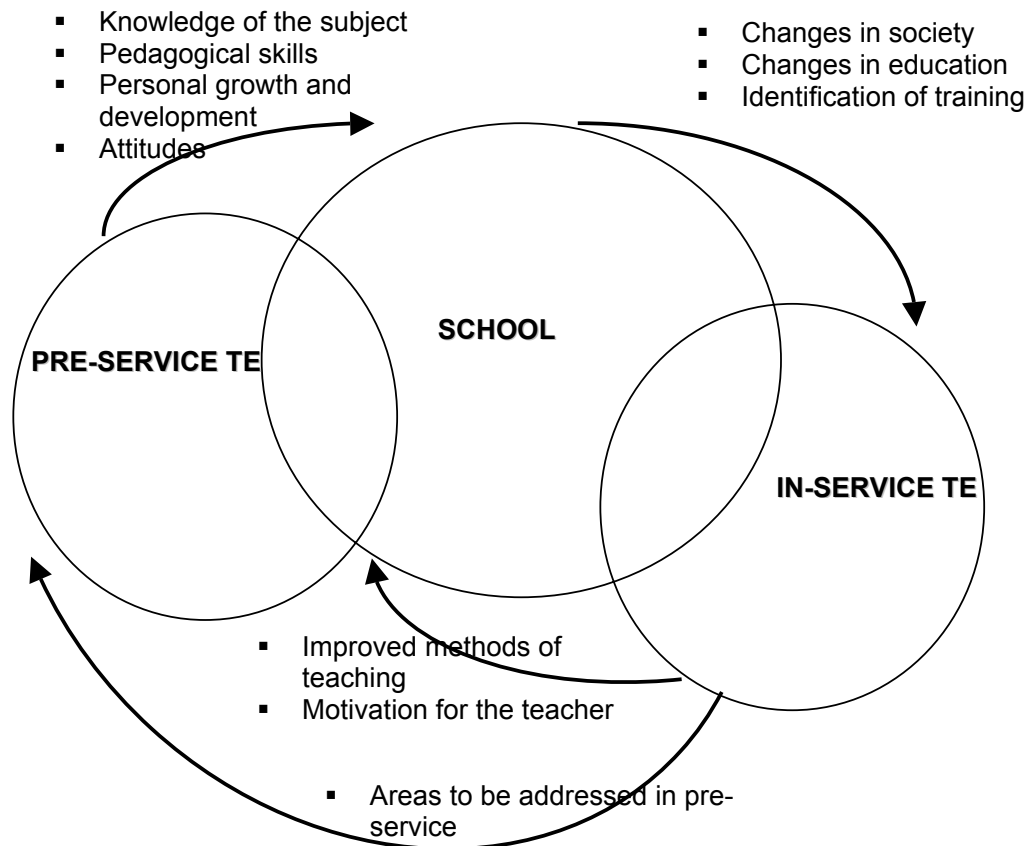 ▪ Knowledge of the subject
▪ Pedagogical skills
▪ Personal growth and
development
▪ Attitudes
▪ Changes in society
▪ Changes in education
▪ Identification of training
SCHOOL
PRE-SERVICE TE
IN-SERVICE TE
▪ Improved methods of
teaching
▪ Motivation for the teacher
▪ Areas to be addressed in pre-
service